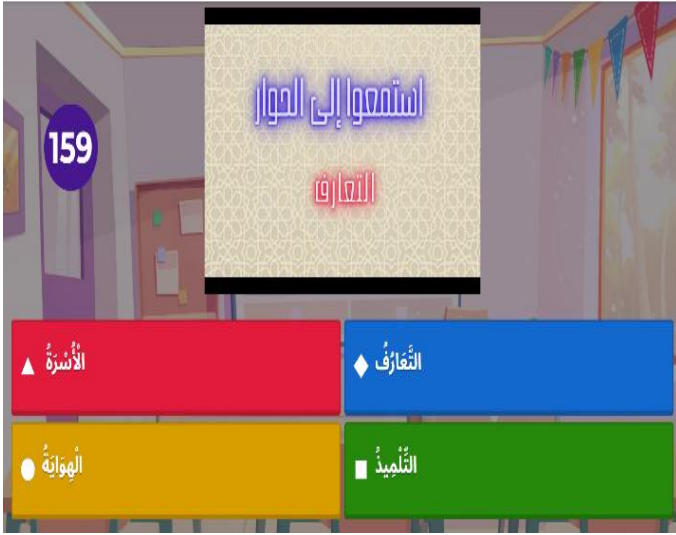 استمعوا إلى الحوار
التعارف
159
الْأُسْرَةُ
التَّعَارُفُ
الْهِوَايَةُ
التِّلْمِيذُ